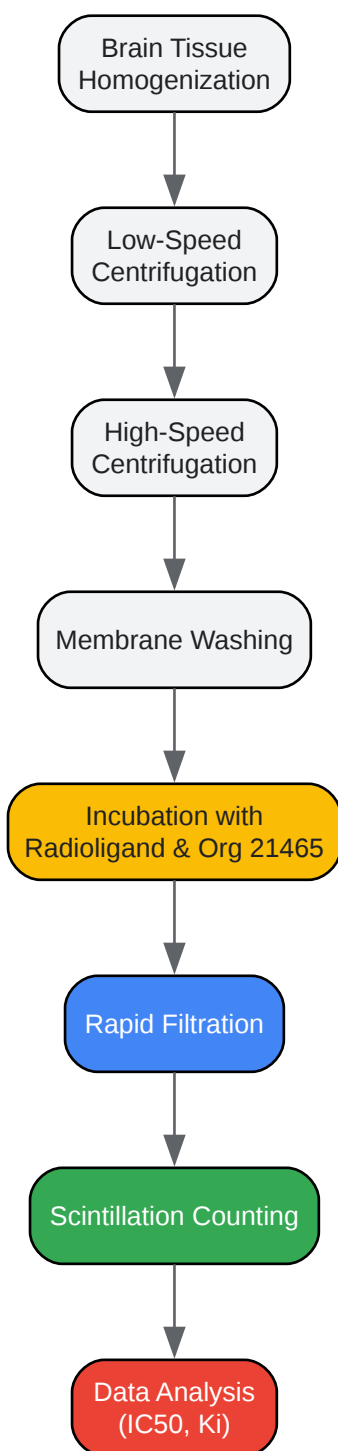 Brain Tissue
Homogenization
Low-Speed
Centrifugation
High-Speed
Centrifugation
Membrane Washing
Incubation with
Radioligand & Org 21465
Rapid Filtration
Scintillation Counting
Data Analysis
(IC50, Ki)